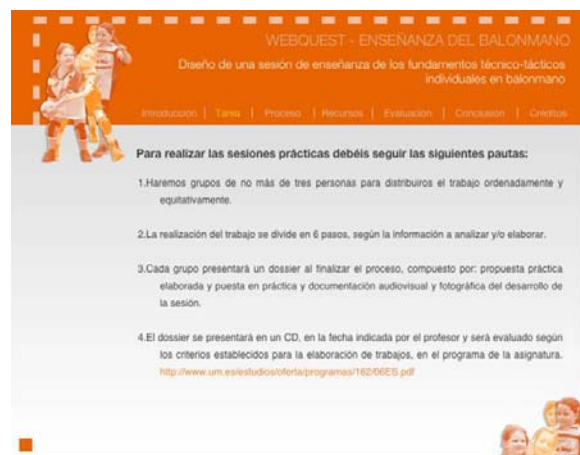 WEBQUEST - ENSEÑANZA DEL BALONMANO
Diseño de una sesión de enseñanza de los fundamentos técnico-tácticos
individuales en balonmano
Introducción | Tarea | Proceso | Recursos | Evaluación | Conclusión | Créditos
Para realizar las sesiones prácticas debéis seguir las siguientes pautas:
1.Haremos grupos de no más de tres personas para distribuiros el trabajo ordenadamente y
equitativamente.
2.La realización del trabajo se divide en 6 pasos, según la información a analizar y/o elaborar.
3.Cada grupo presentará un dossier al finalizar el proceso, compuesto por: propuesta práctica
elaborada y puesta en práctica y documentación audiovisual y fotográfica del desarrollo de
la sesión.
4.El dossier se presentará en un CD, en la fecha indicada por el profesor y será evaluado según
los criterios establecidos para la elaboración de trabajos, en el programa de la asignatura.
http://www.um.es/estudios/oferta/programas/162/06ES.pdf